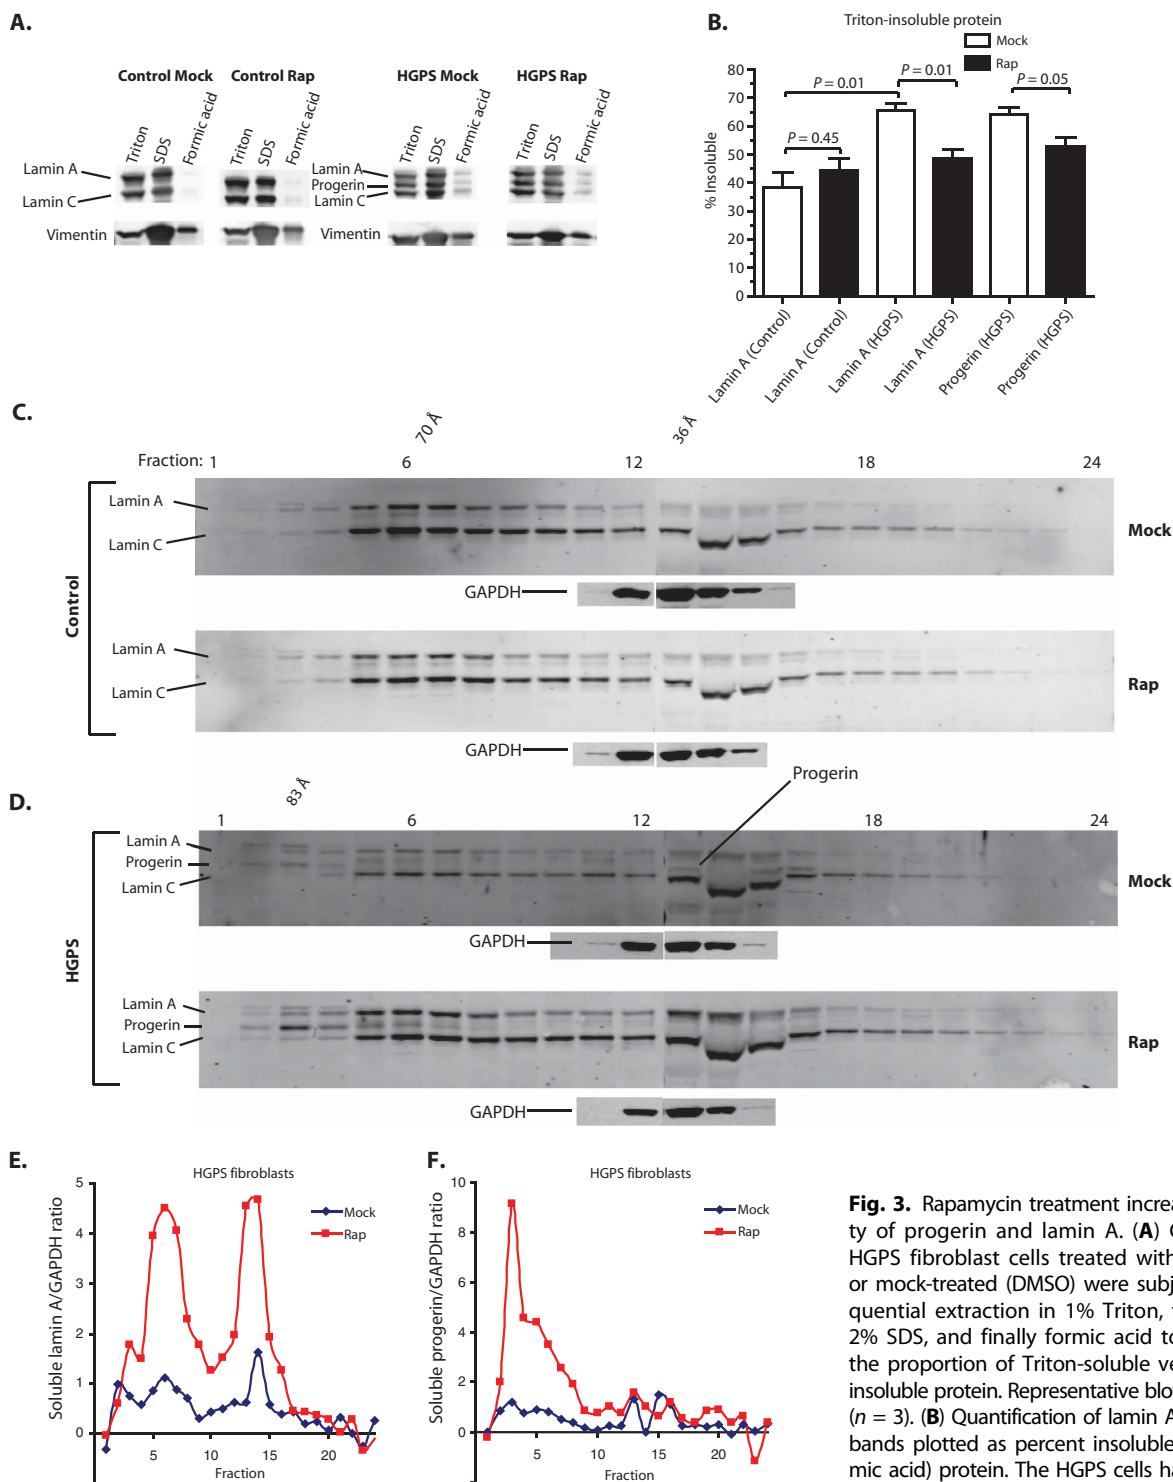 A.
Control Mock
Control Rap
HGPS Mock
HGPS Rap
Triton
SDS
Formic acid
Triton
SDS
Formic acid
Triton
SDS
Formic acid
Triton
SDS
Formic acid
Lamin A
Lamin C
Lamin A
Progerin
Lamin C
Vimentin
Vimentin
B.
Triton-insoluble protein
Mock
Rap
P = 0.01
P = 0.01
P = 0.05
P = 0.45
% Insoluble
80
70
60
50
40
30
20
10
0
Lamin A (Control)
Lamin A (Control)
Lamin A (HGPS)
Lamin A (HGPS)
Progerin (HGPS)
Progerin (HGPS)
C.
70 Å
36 Å
Fraction: 1 6 12 18 24
Control
Lamin A
Lamin C
Mock
GAPDH
Lamin A
Lamin C
Rap
GAPDH
Progerin
D.
83 Å
1 6 12 18 24
HGPS
Lamin A
Progerin
Lamin C
Mock
GAPDH
Lamin A
Progerin
Lamin C
Rap
GAPDH
E.
HGPS fibroblasts
Mock
Rap
Soluble lamin A/GAPDH ratio
5
4
3
2
1
0
5 10 15 20
Fraction
F.
HGPS fibroblasts
Mock
Rap
Soluble progerin/GAPDH ratio
10
8
6
4
2
0
5 10 15 20
Fraction
Fig. 3. Rapamycin treatment increa
ty of progerin and lamin A. (A) C
HGPS fibroblast cells treated with
or mock-treated (DMSO) were subj
quential extraction in 1% Triton,
2% SDS, and finally formic acid to
the proportion of Triton-soluble ve
insoluble protein. Representative blo
(n = 3). (B) Quantification of lamin A
bands plotted as percent insoluble
mic acid) protein. The HGPS cells ha